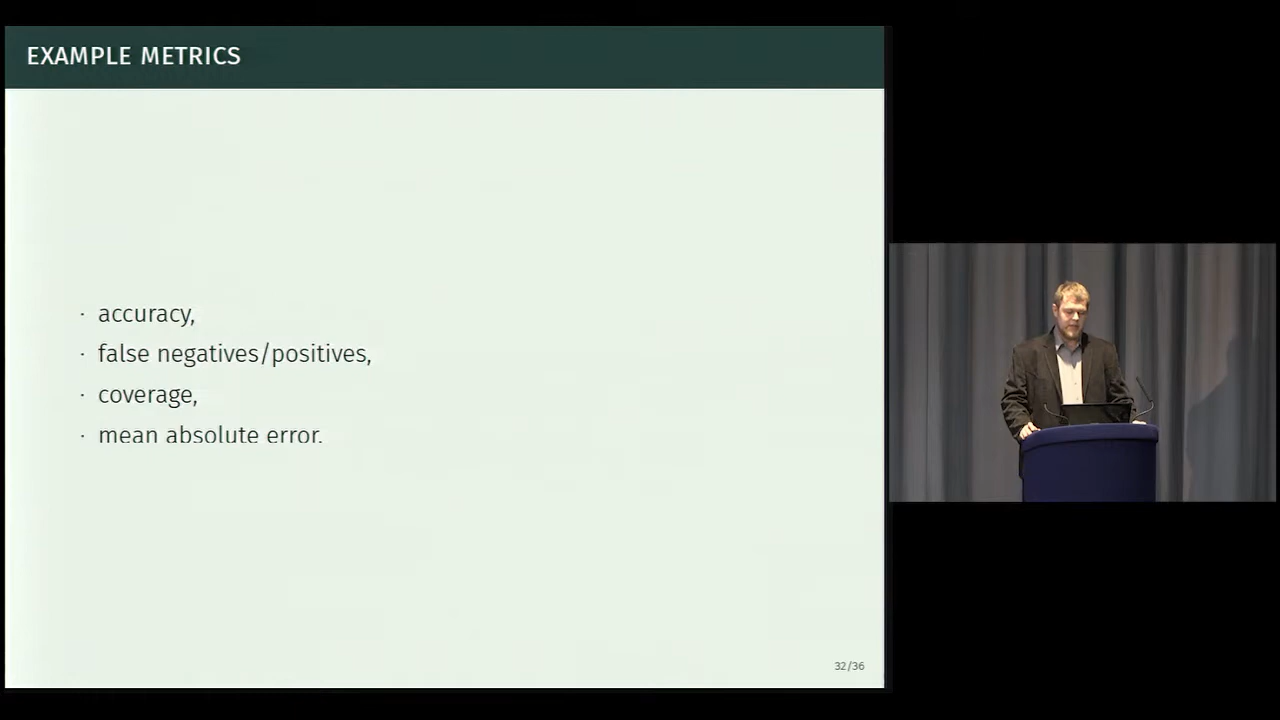 EXAMPLE METRICS
· accuracy,
· false negatives/positives,
· coverage,
· mean absolute error.
32/36